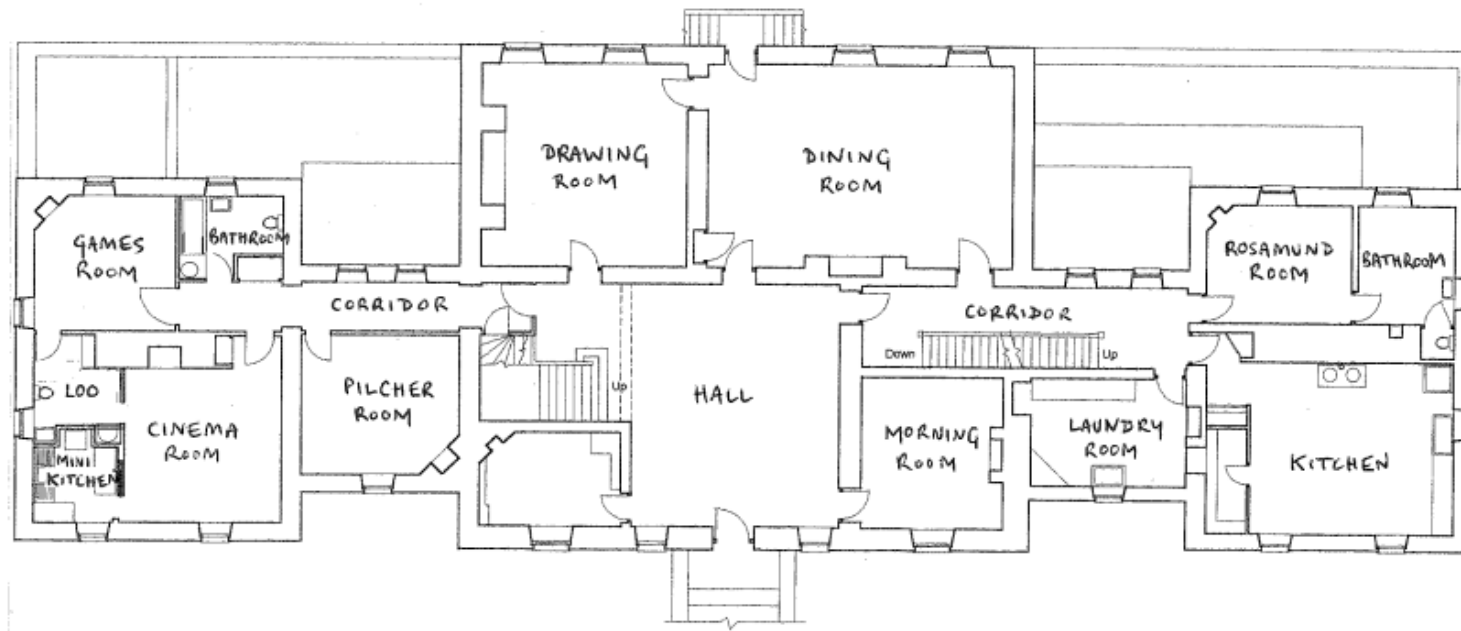 DRAWING
ROOM
DINING
ROOM
GAMES
ROOM
BATHROOM
ROSAMUND
ROOM
BATHROOM
CORRIDOR
CORRIDOR
Down
Up
Up
LOO
PILCHER
ROOM
HALL
CINEMA
ROOM
MINI
KITCHEN
MORNING
ROOM
LAUNDRY
ROOM
KITCHEN